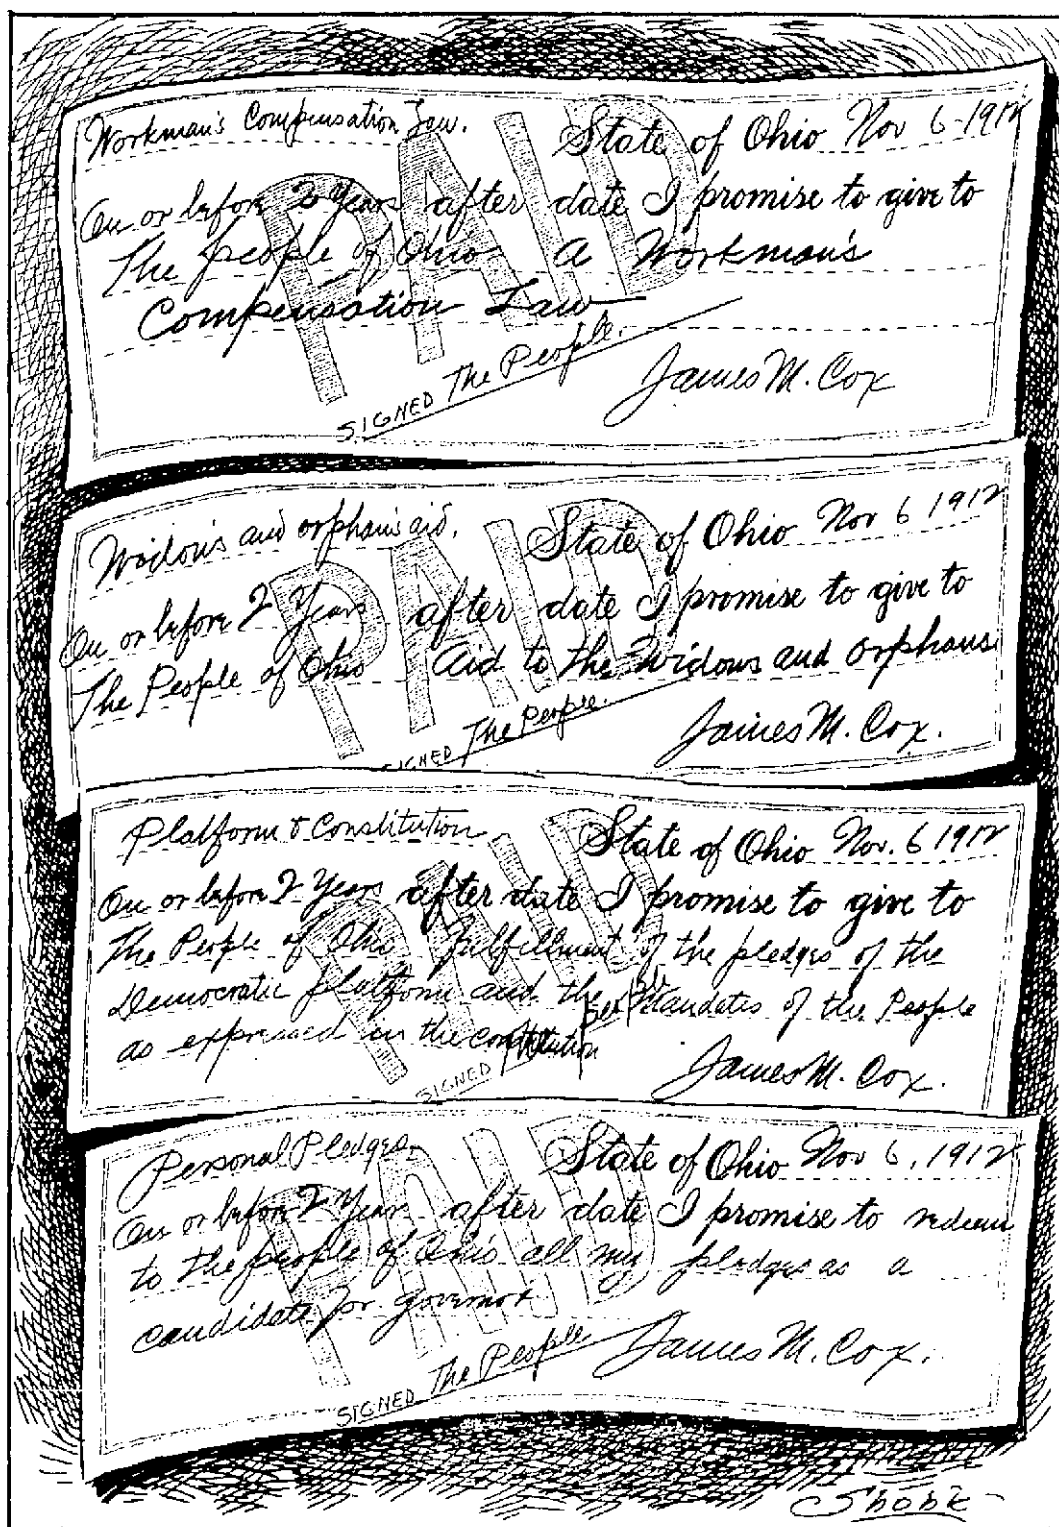 Workman's Compensation Law.
State of Ohio Nov 6-1912
On or before 2 Years after date I promise to give to
The people of Ohio a Workman's
Compensation Law
PAID
SIGNED The People.
James M. Cox
Widow's and orphan's aid.
State of Ohio Nov 6 1912
On or before 2 Years after date I promise to give to
The People of Ohio aid to the Widows and orphans
PAID
SIGNED The People.
James M. Cox.
Platform & Constitution
State of Ohio Nov. 6 1912
On or before 2 Years after date I promise to give to
The People of Ohio Fulfillment of the pledges of the
Democratic platform and the Mandates of the People
as expressed in the constitution
PAID
SIGNED
James M. Cox.
Personal Pledges.
State of Ohio Nov 6, 1912
On or before 2 Years after date I promise to redeem
to the people of Ohio all my pledges as a
candidate for governor
PAID
SIGNED The People
James M. Cox.